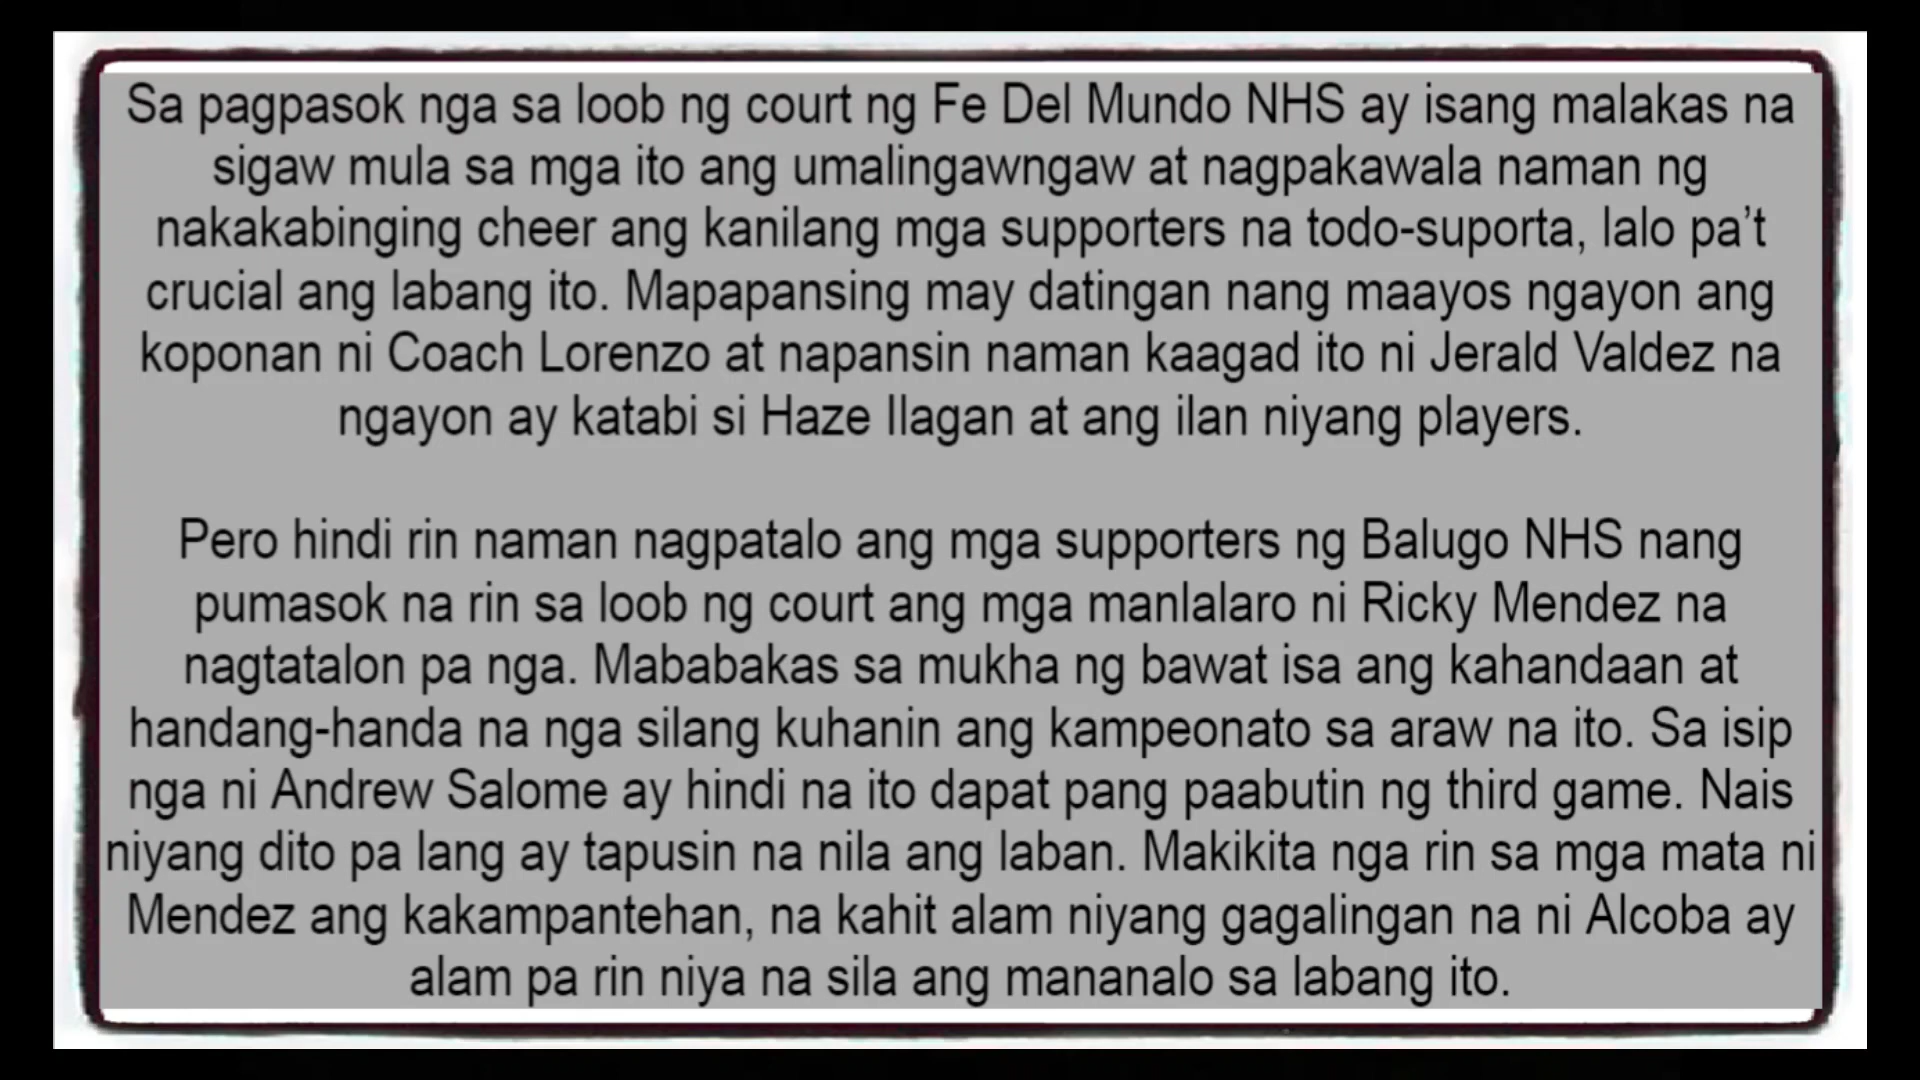 Sa pagpasok nga sa loob ng court ng Fe Del Mundo NHS ay isang malakas na
sigaw mula sa mga ito ang umalingawngaw at nagpakawala naman ng
nakakabinging cheer ang kanilang mga supporters na todo-suporta, lalo pa’t
crucial ang labang ito. Mapapansing may datingan nang maayos ngayon ang
koponan ni Coach Lorenzo at napansin naman kaagad ito ni Jerald Valdez na
ngayon ay katabi si Haze Ilagan at ang ilan niyang players.
Pero hindi rin naman nagpatalo ang mga supporters ng Balugo NHS nang
pumasok na rin sa loob ng court ang mga manlalaro ni Ricky Mendez na
nagtatalon pa nga. Mababakas sa mukha ng bawat isa ang kahandaan at
handang-handa na nga silang kuhanin ang kampeonato sa araw na ito. Sa isip
nga ni Andrew Salome ay hindi na ito dapat pang paabutin ng third game. Nais
niyang dito pa lang ay tapusin na nila ang laban. Makikita nga rin sa mga mata ni
Mendez ang kakampantehan, na kahit alam niyang gagalingan na ni Alcoba ay
alam pa rin niya na sila ang mananalo sa labang ito.